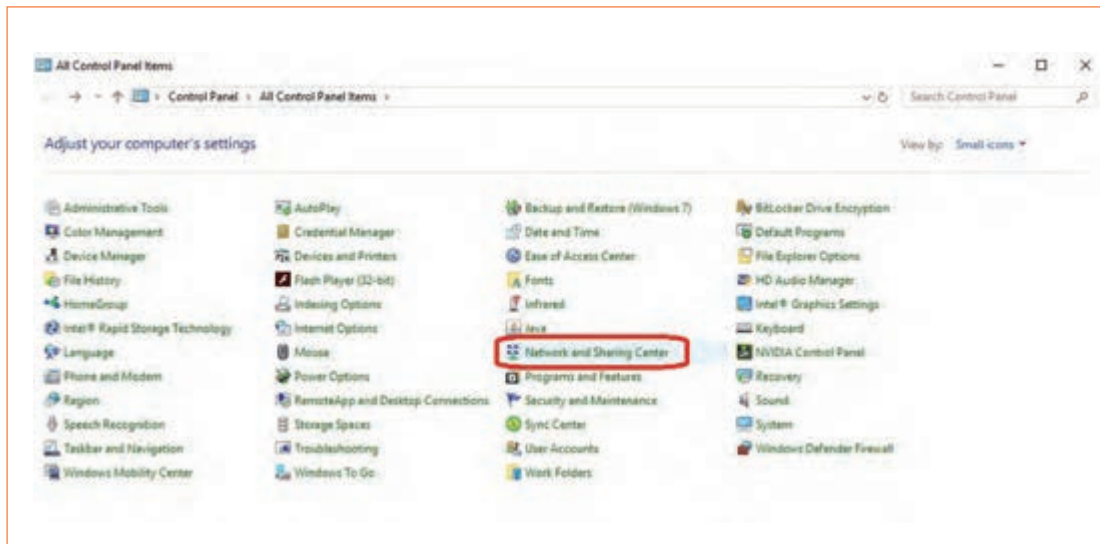 All Control Panel Items
Control Panel › All Control Panel Items ›
Search Control Panel
Adjust your computer's settings
View by: Small icons
Administrative Tools
AutoPlay
Backup and Restore (Windows 7)
BitLocker Drive Encryption
Color Management
Credential Manager
Date and Time
Default Programs
Device Manager
Devices and Printers
Ease of Access Center
File Explorer Options
File History
Flash Player (32-bit)
Fonts
HD Audio Manager
HomeGroup
Indexing Options
Infrared
Intel® Graphics Settings
Intel® Rapid Storage Technology
Internet Options
Java
Keyboard
Language
Mouse
Network and Sharing Center
NVIDIA Control Panel
Phone and Modem
Power Options
Programs and Features
Recovery
Region
RemoteApp and Desktop Connections
Security and Maintenance
Sound
Speech Recognition
Storage Spaces
Sync Center
System
Taskbar and Navigation
Troubleshooting
User Accounts
Windows Defender Firewall
Windows Mobility Center
Windows To Go
Work Folders